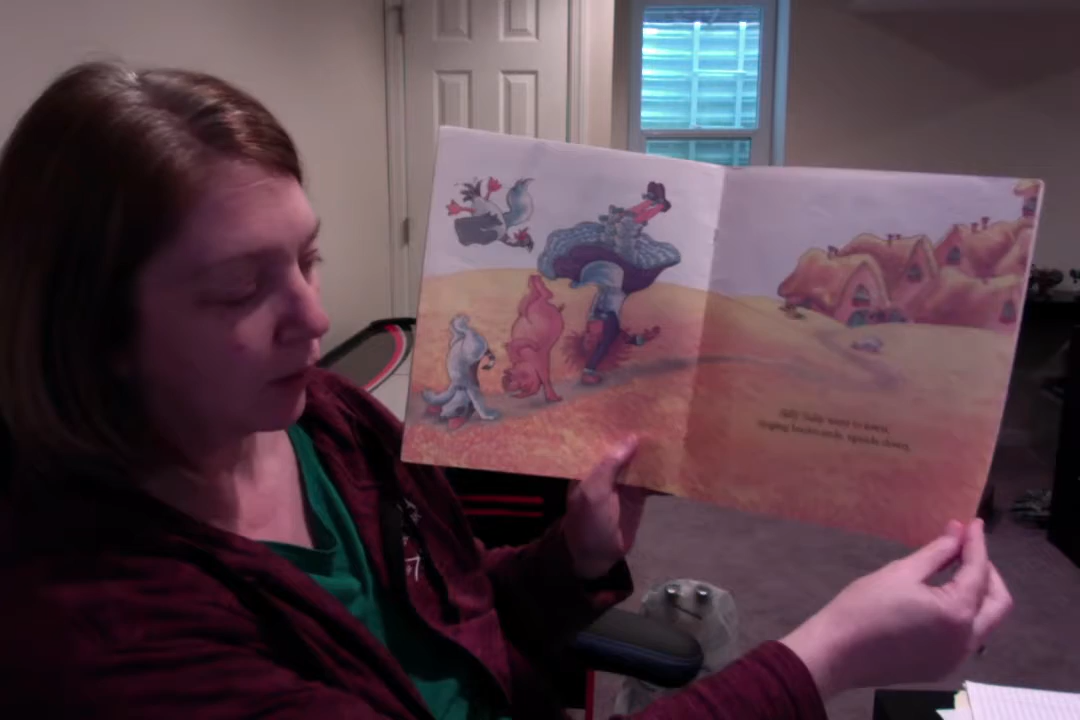 Silly Sally went to town,
singing backwards, upside down.